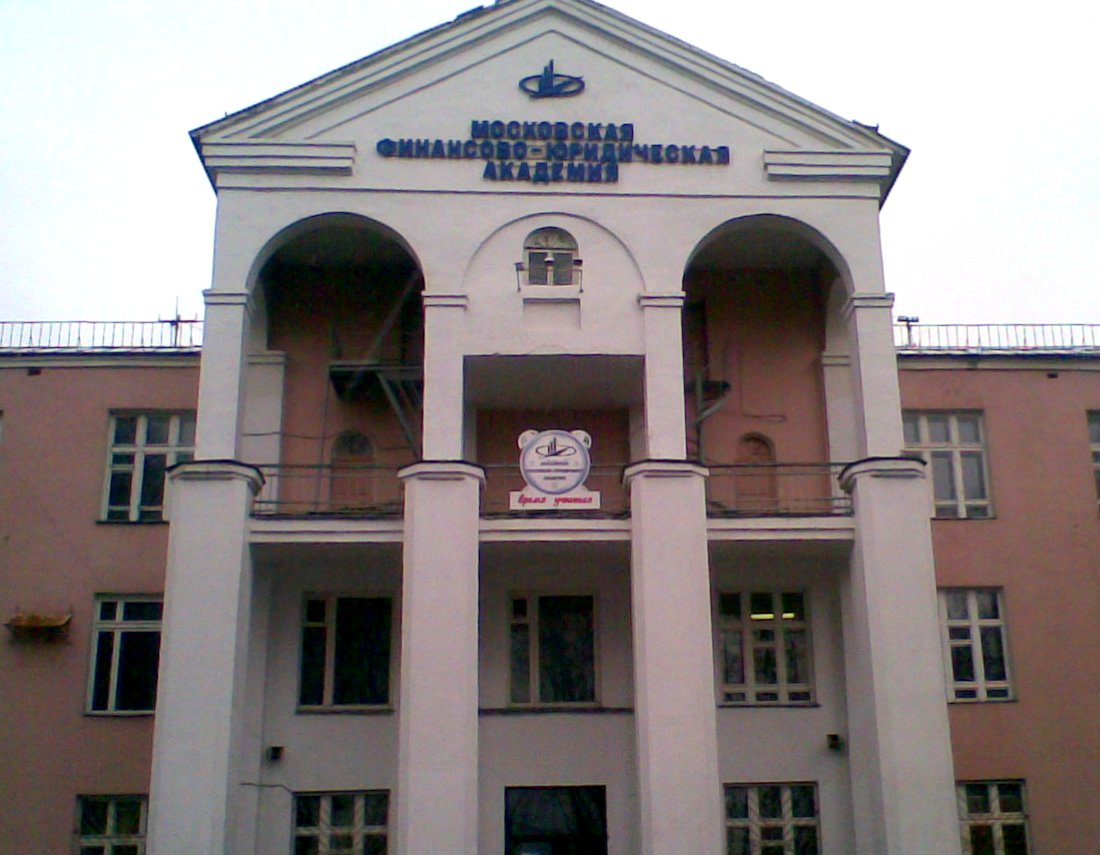 МОСКОВСКАЯ
ФИНАНСОВО-ЮРИДИЧЕСКАЯ
АКАДЕМИЯ
время учиться